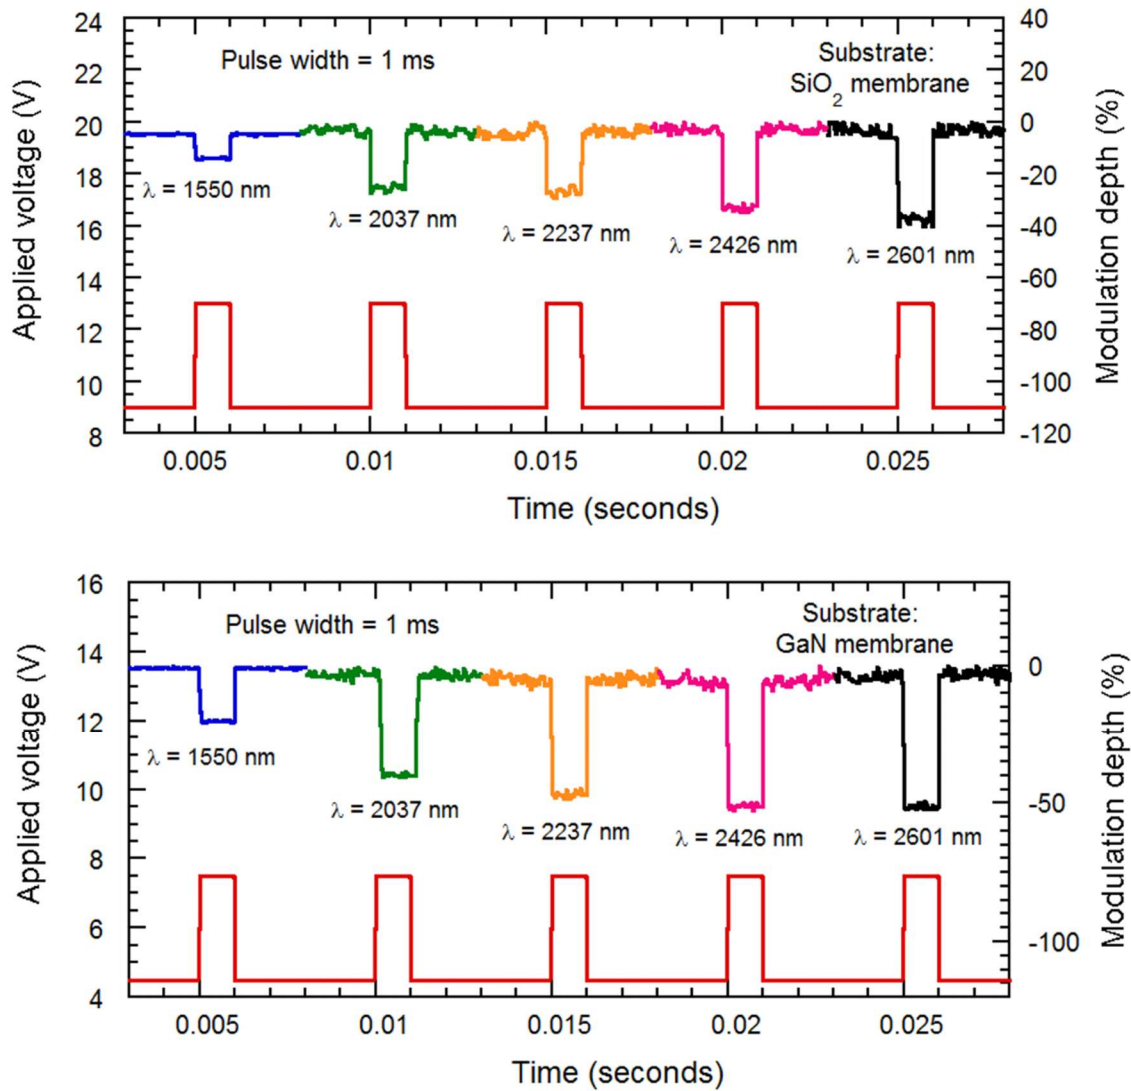 24
22
20
18
16
14
12
10
8
Applied voltage (V)
Pulse width = 1 ms
Substrate:
SiO2 membrane
λ = 1550 nm
λ = 2037 nm
λ = 2237 nm
λ = 2426 nm
λ = 2601 nm
40
20
0
-20
-40
-60
-80
-100
-120
Modulation depth (%)
0.005 0.01 0.015 0.02 0.025
Time (seconds)
16
14
12
10
8
6
4
Applied voltage (V)
Pulse width = 1 ms
Substrate:
GaN membrane
λ = 1550 nm
λ = 2037 nm
λ = 2237 nm
λ = 2426 nm
λ = 2601 nm
0
-50
-100
Modulation depth (%)
0.005 0.01 0.015 0.02 0.025
Time (seconds)